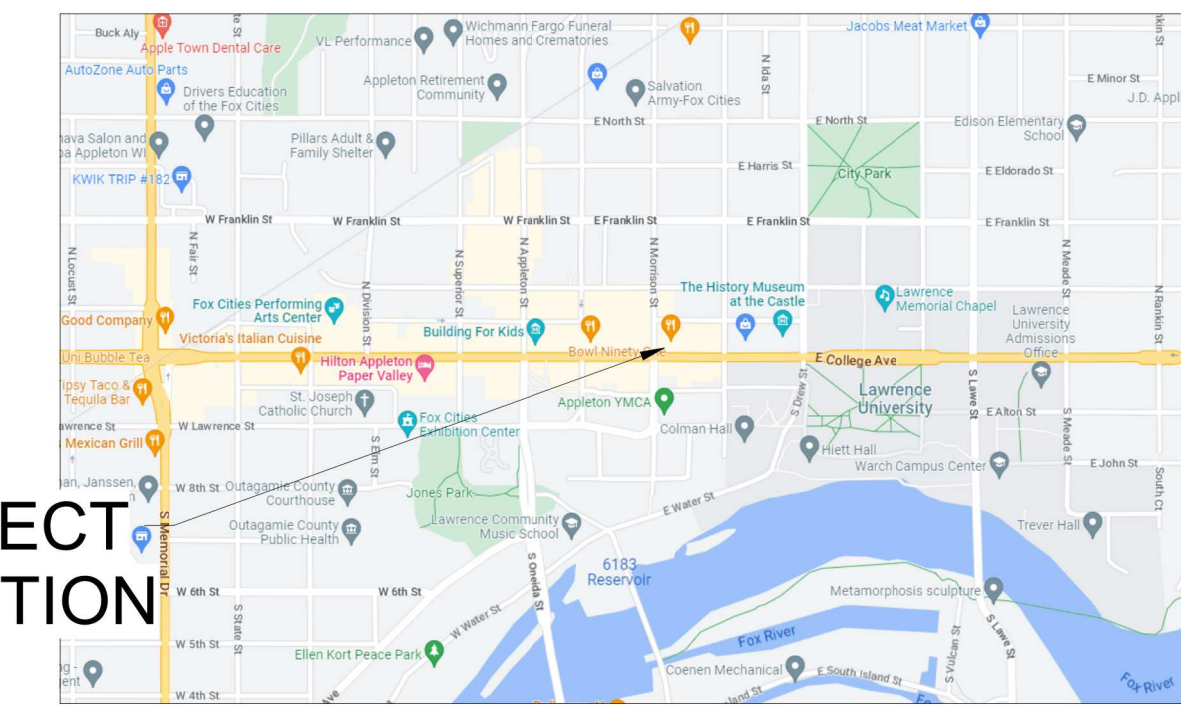 Buck Aly
Apple Town Dental Care
VL Performance
Wichmann Fargo Funeral
Homes and Crematories
Jacobs Meat Market
N Ida St
AutoZone Auto Parts
Appleton Retirement
Community
Salvation
Army-Fox Cities
E Minor St
J.D. Appl
Drivers Education
of the Fox Cities
E North St
E North St
Edison Elementary
School
Pillars Adult &
Family Shelter
KWIK TRIP #182
E Harris St
City Park
E Eldorado St
W Franklin St
W Franklin St
W Franklin St
E Franklin St
E Franklin St
E Franklin St
N Locust St
N Fair St
N Division St
N Superior St
N Appleton St
N Morrison St
N Meade St
N Rankin St
The History Museum
at the Castle
Lawrence
Memorial Chapel
Fox Cities Performing
Arts Center
Good Company
Building For Kids
Lawrence
University
Admissions
Office
Victoria's Italian Cuisine
Uni Bubble Tea
Hilton Appleton
Paper Valley
Bowl Ninety
E College Ave
Tequila Bar
St. Joseph
Catholic Church
Appleton YMCA
S Drew St
Lawrence
University
S Lawe St
E Alton St
S Meade St
W Lawrence St
Fox Cities
Exhibition Center
Colman Hall
Mexican Grill
S Elm St
Hiett Hall
Warch Campus Center
E John St
South Ct
W 8th St
Outagamie County
Courthouse
Jones Park
E Water St
ECT
TION
S Memorial Dr
Outagamie County
Public Health
Lawrence Community
Music School
Trever Hall
6183
Reservoir
S Oneida St
W 6th St
W 6th St
Metamorphosis sculpture
S State St
W Water St
S Lawe St
W 5th St
Ellen Kort Peace Park
Fox River
S Vulcan St
Coenen Mechanical
E South Island St
Fox River
W 4th St